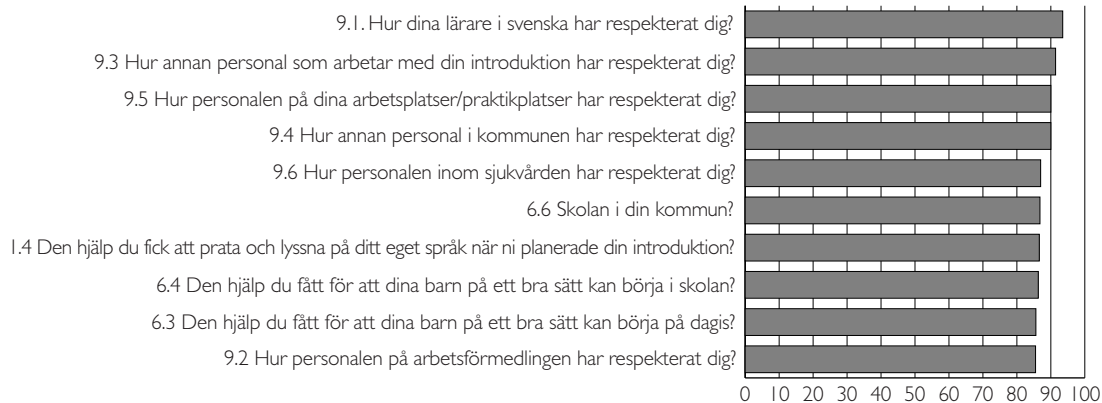 9.1. Hur dina lärare i svenska har respekterat dig?
9.3 Hur annan personal som arbetar med din introduktion har respekterat dig?
9.5 Hur personalen på dina arbetsplatser/praktikplatser har respekterat dig?
9.4 Hur annan personal i kommunen har respekterat dig?
9.6 Hur personalen inom sjukvården har respekterat dig?
6.6 Skolan i din kommun?
1.4 Den hjälp du fick att prata och lyssna på ditt eget språk när ni planerade din introduktion?
6.4 Den hjälp du fått för att dina barn på ett bra sätt kan börja i skolan?
6.3 Den hjälp du fått för att dina barn på ett bra sätt kan börja på dagis?
9.2 Hur personalen på arbetsförmedlingen har respekterat dig?
0 10 20 30 40 50 60 70 80 90 100